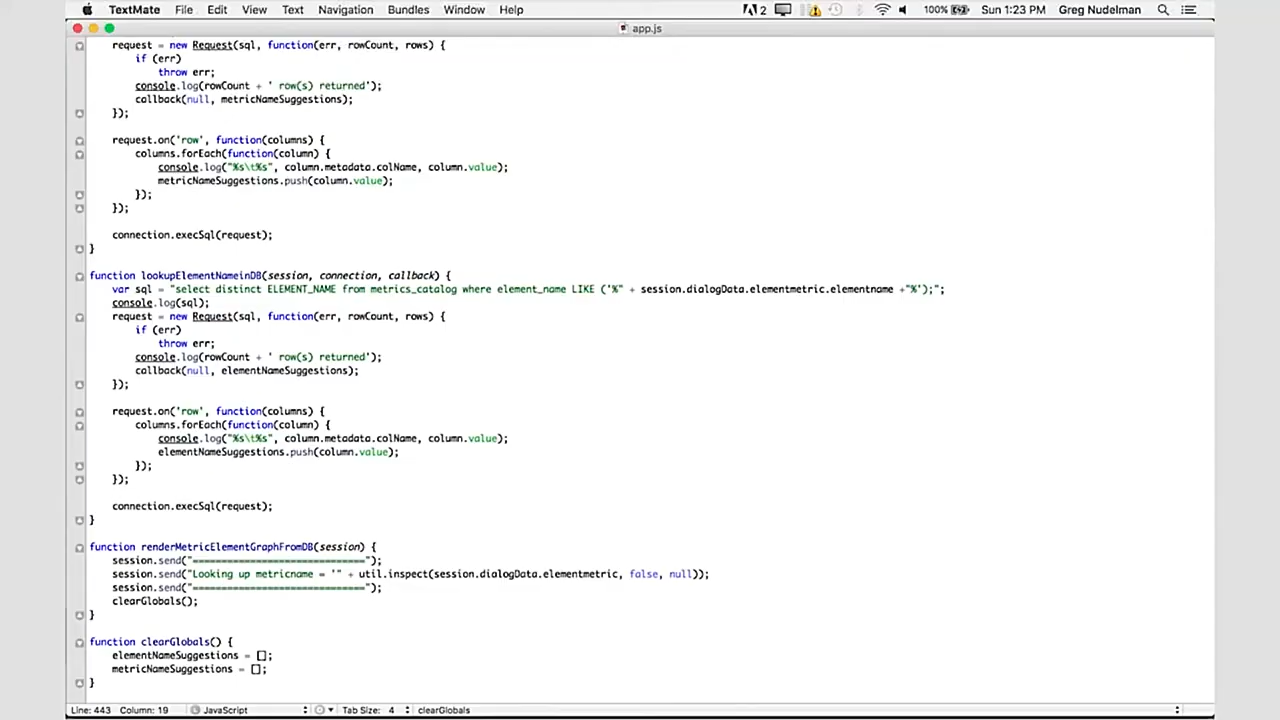 TextMate File Edit View Text Navigation Bundles Window Help 2 100% Sun 1:23 PM Greg Nudelman
app.js
request = new Request(sql, function(err, rowCount, rows) {
if (err)
throw err;
console.log(rowCount + ' row(s) returned');
callback(null, metricNameSuggestions);
});
request.on('row', function(columns) {
columns.forEach(function(column) {
console.log("%s\t%s", column.metadata.colName, column.value);
metricNameSuggestions.push(column.value);
});
});
connection.execSql(request);
}
function lookupElementNameinDB(session, connection, callback) {
var sql = "select distinct ELEMENT_NAME from metrics_catalog where element_name LIKE ('%" + session.dialogData.elementmetric.elementname +"%');";
console.log(sql);
request = new Request(sql, function(err, rowCount, rows) {
if (err)
throw err;
console.log(rowCount + ' row(s) returned');
callback(null, elementNameSuggestions);
});
request.on('row', function(columns) {
columns.forEach(function(column) {
console.log("%s\t%s", column.metadata.colName, column.value);
elementNameSuggestions.push(column.value);
});
});
connection.execSql(request);
}
function renderMetricElementGraphFromDB(session) {
session.send("==============================");
session.send("Looking up metricname = '" + util.inspect(session.dialogData.elementmetric, false, null));
session.send("==============================");
clearGlobals();
}
function clearGlobals() {
elementNameSuggestions = [];
metricNameSuggestions = [];
}
Line: 443 Column: 19 JavaScript Tab Size: 4 clearGlobals